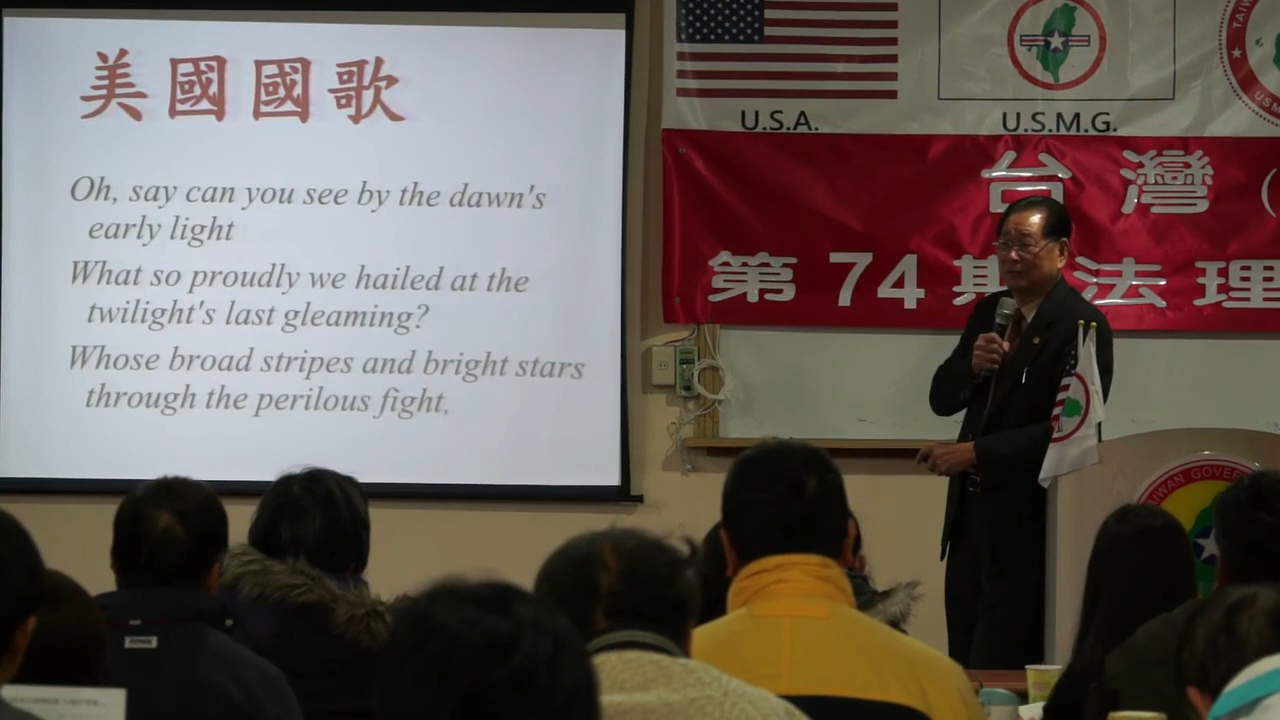 美國國歌
Oh, say can you see by the dawn's
early light
What so proudly we hailed at the
twilight's last gleaming?
Whose broad stripes and bright stars
through the perilous fight,
U.S.A.
U.S.M.G.
台灣（
第74期法理
TAIWAN GOVER